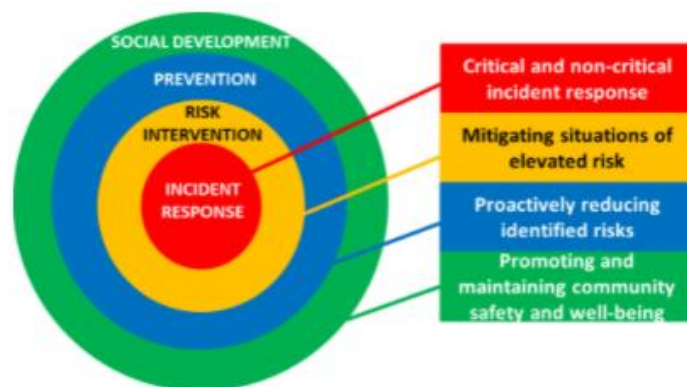 SOCIAL DEVELOPMENT
PREVENTION
RISK
INTERVENTION
INCIDENT
RESPONSE
Critical and non-critical
incident response
Mitigating situations of
elevated risk
Proactively reducing
identified risks
Promoting and
maintaining community
safety and well-being